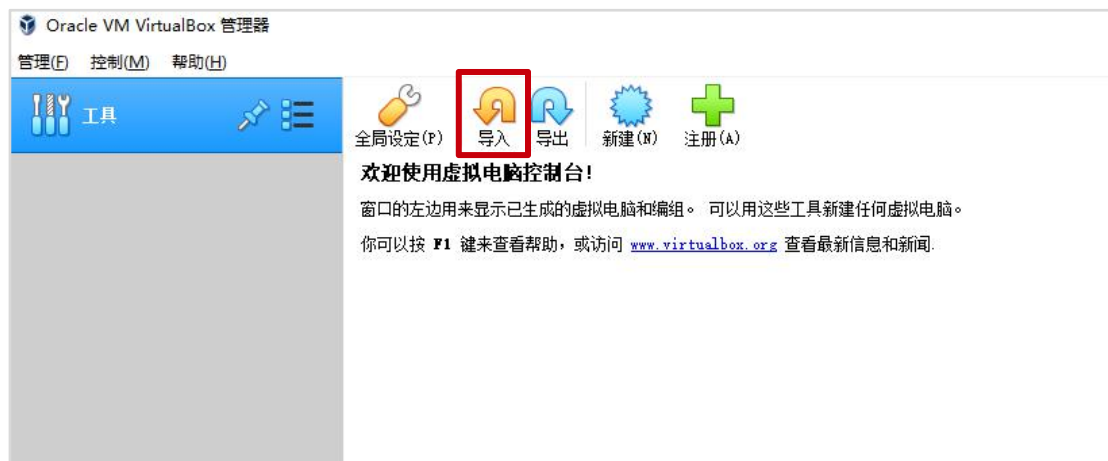 Oracle VM VirtualBox 管理器
管理(F) 控制(M) 帮助(H)
工具
全局设定(P) 导入 导出 新建(N) 注册(A)
欢迎使用虚拟电脑控制台!
窗口的左边用来显示已生成的虚拟电脑和编组。 可以用这些工具新建任何虚拟电脑。
你可以按 F1 键来查看帮助，或访问 www.virtualbox.org 查看最新信息和新闻.